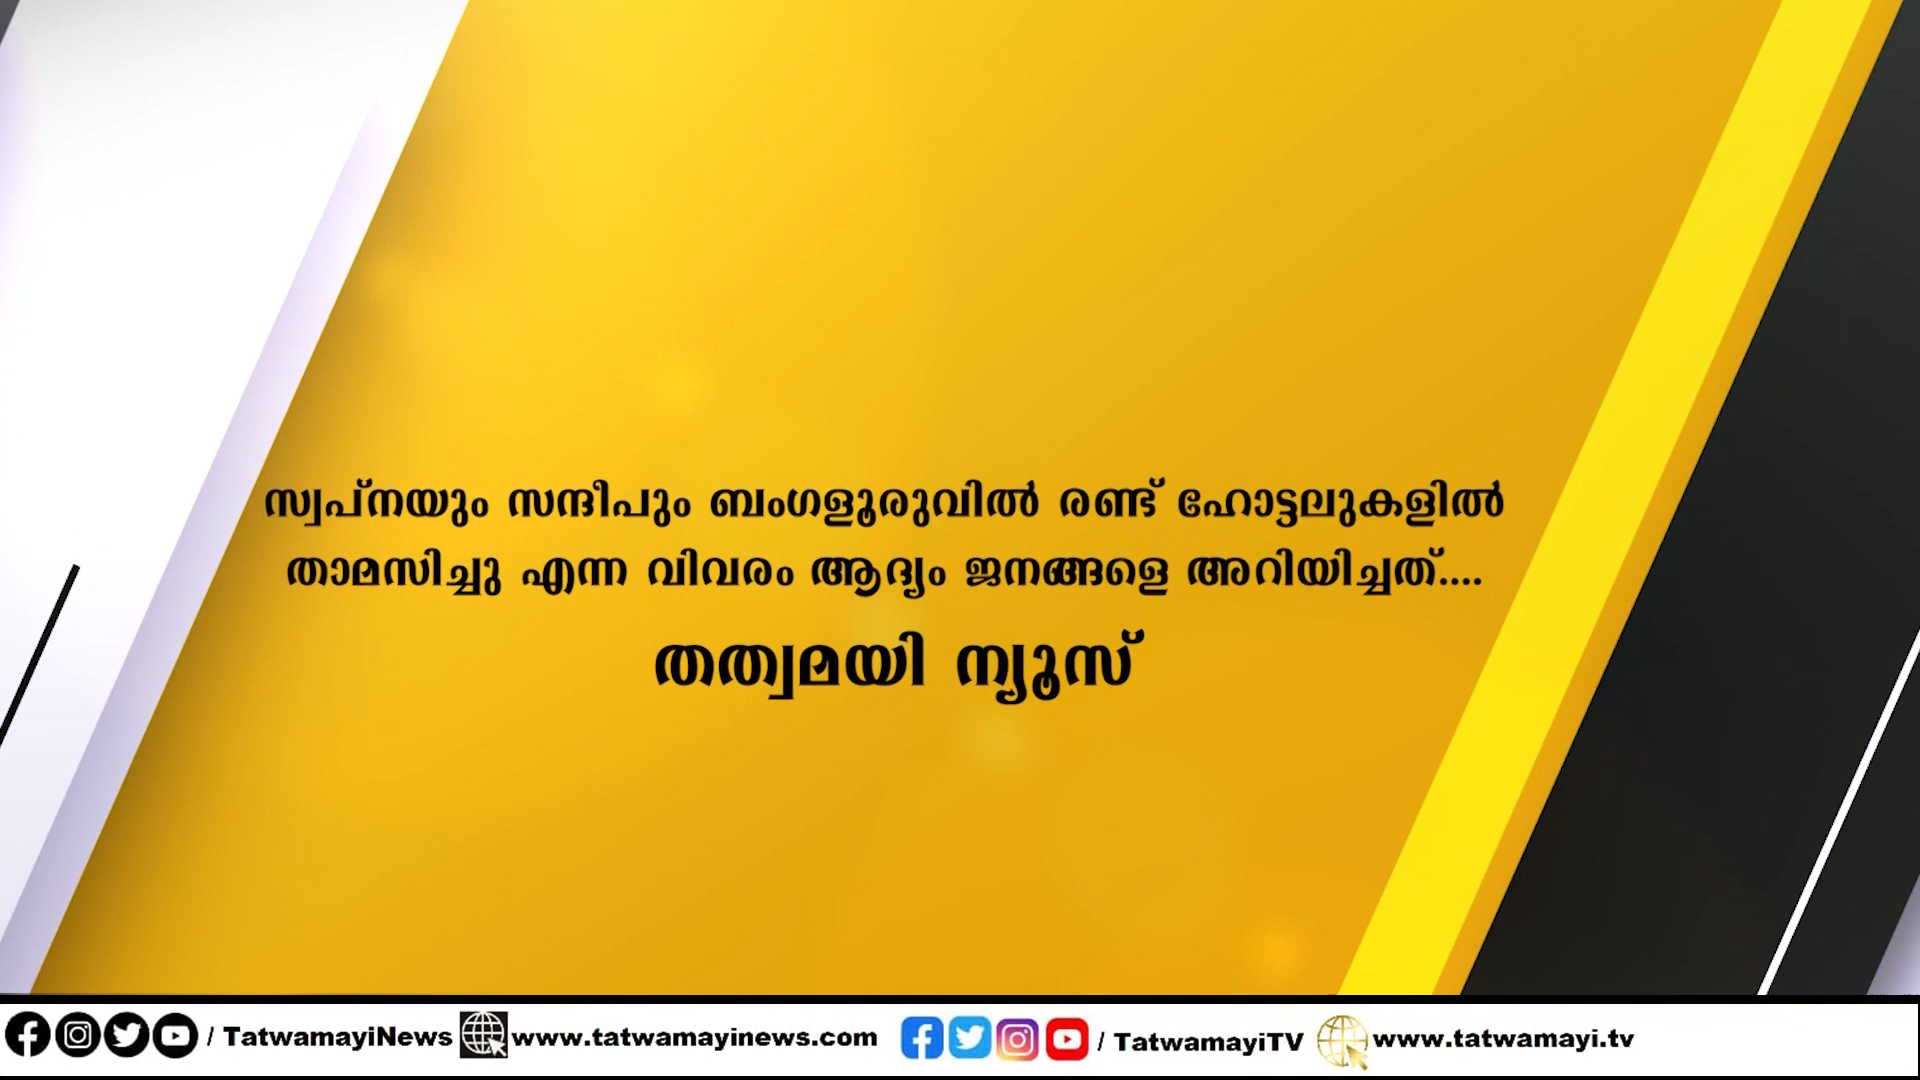 സ്വപ്നയും സന്ദീപും ബംഗളൂരുവിൽ രണ്ട് ഹോട്ടലുകളിൽ
താമസിച്ചു എന്ന വിവരം ആദ്യം ജനങ്ങളെ അറിയിച്ചത്....
തത്വമയി ന്യൂസ്
/ TatwamayiNews www.tatwamayinews.com / TatwamayiTV www.tatwamayi.tv